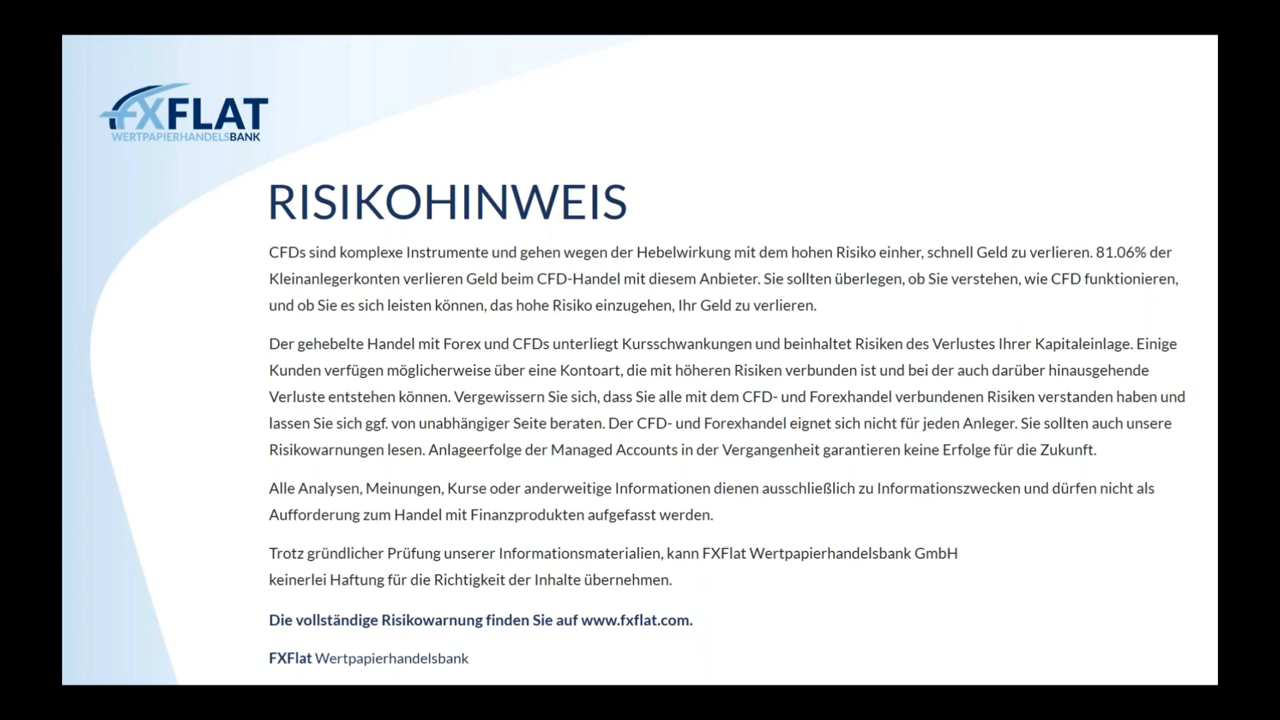 FXFLAT
WERTPAPIERHANDELSBANK
RISIKOHINWEIS
CFDs sind komplexe Instrumente und gehen wegen der Hebelwirkung mit dem hohen Risiko einher, schnell Geld zu verlieren. 81.06% der
Kleinanlegerkonten verlieren Geld beim CFD-Handel mit diesem Anbieter. Sie sollten überlegen, ob Sie verstehen, wie CFD funktionieren,
und ob Sie es sich leisten können, das hohe Risiko einzugehen, Ihr Geld zu verlieren.
Der gehebelte Handel mit Forex und CFDs unterliegt Kursschwankungen und beinhaltet Risiken des Verlustes Ihrer Kapitaleinlage. Einige
Kunden verfügen möglicherweise über eine Kontoart, die mit höheren Risiken verbunden ist und bei der auch darüber hinausgehende
Verluste entstehen können. Vergewissern Sie sich, dass Sie alle mit dem CFD- und Forexhandel verbundenen Risiken verstanden haben und
lassen Sie sich ggf. von unabhängiger Seite beraten. Der CFD- und Forexhandel eignet sich nicht für jeden Anleger. Sie sollten auch unsere
Risikowarnungen lesen. Anlageerfolge der Managed Accounts in der Vergangenheit garantieren keine Erfolge für die Zukunft.
Alle Analysen, Meinungen, Kurse oder anderweitige Informationen dienen ausschließlich zu Informationszwecken und dürfen nicht als
Aufforderung zum Handel mit Finanzprodukten aufgefasst werden.
Trotz gründlicher Prüfung unserer Informationsmaterialien, kann FXFlat Wertpapierhandelsbank GmbH
keinerlei Haftung für die Richtigkeit der Inhalte übernehmen.
Die vollständige Risikowarnung finden Sie auf www.fxflat.com.
FXFlat Wertpapierhandelsbank